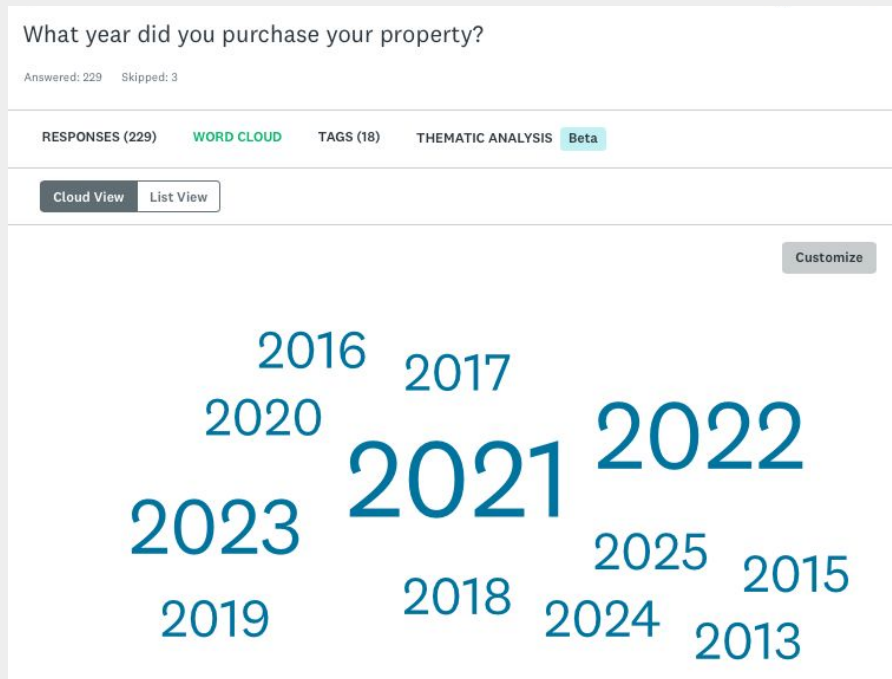 What year did you purchase your property?
Answered: 229 Skipped: 3
RESPONSES (229) WORD CLOUD TAGS (18) THEMATIC ANALYSIS Beta
Cloud View List View
Customize
2016
2017
2020
2022
2021
2023
2025
2015
2018
2019
2024
2013